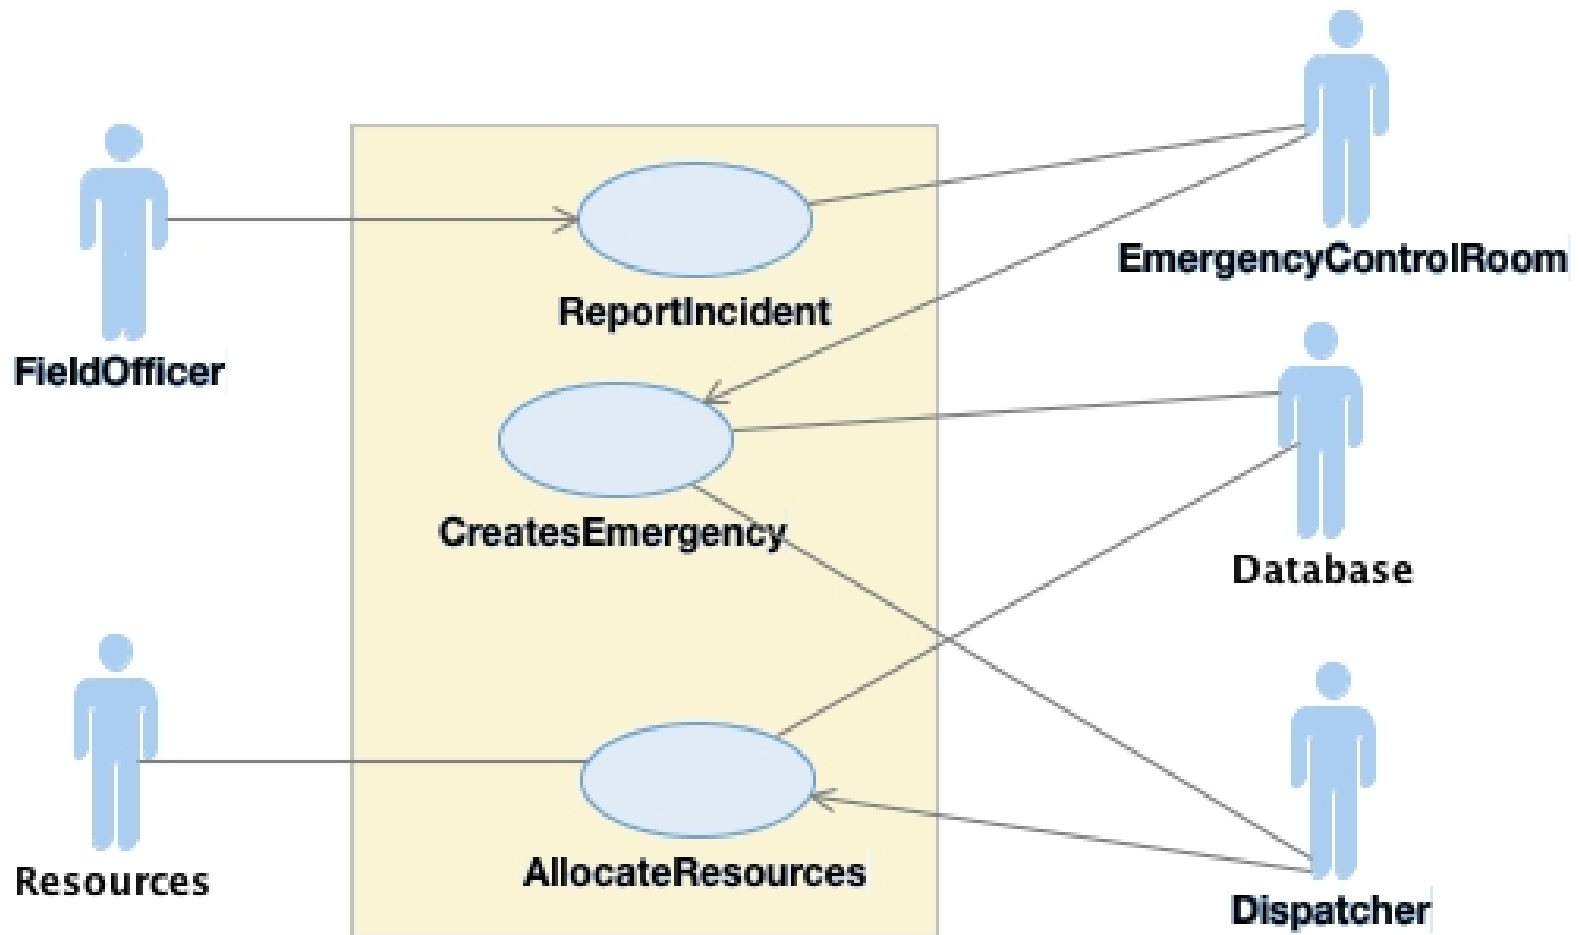 EmergencyControlRoom
ReportIncident
FieldOfficer
CreatesEmergency
Database
AllocateResources
Resources
Dispatcher